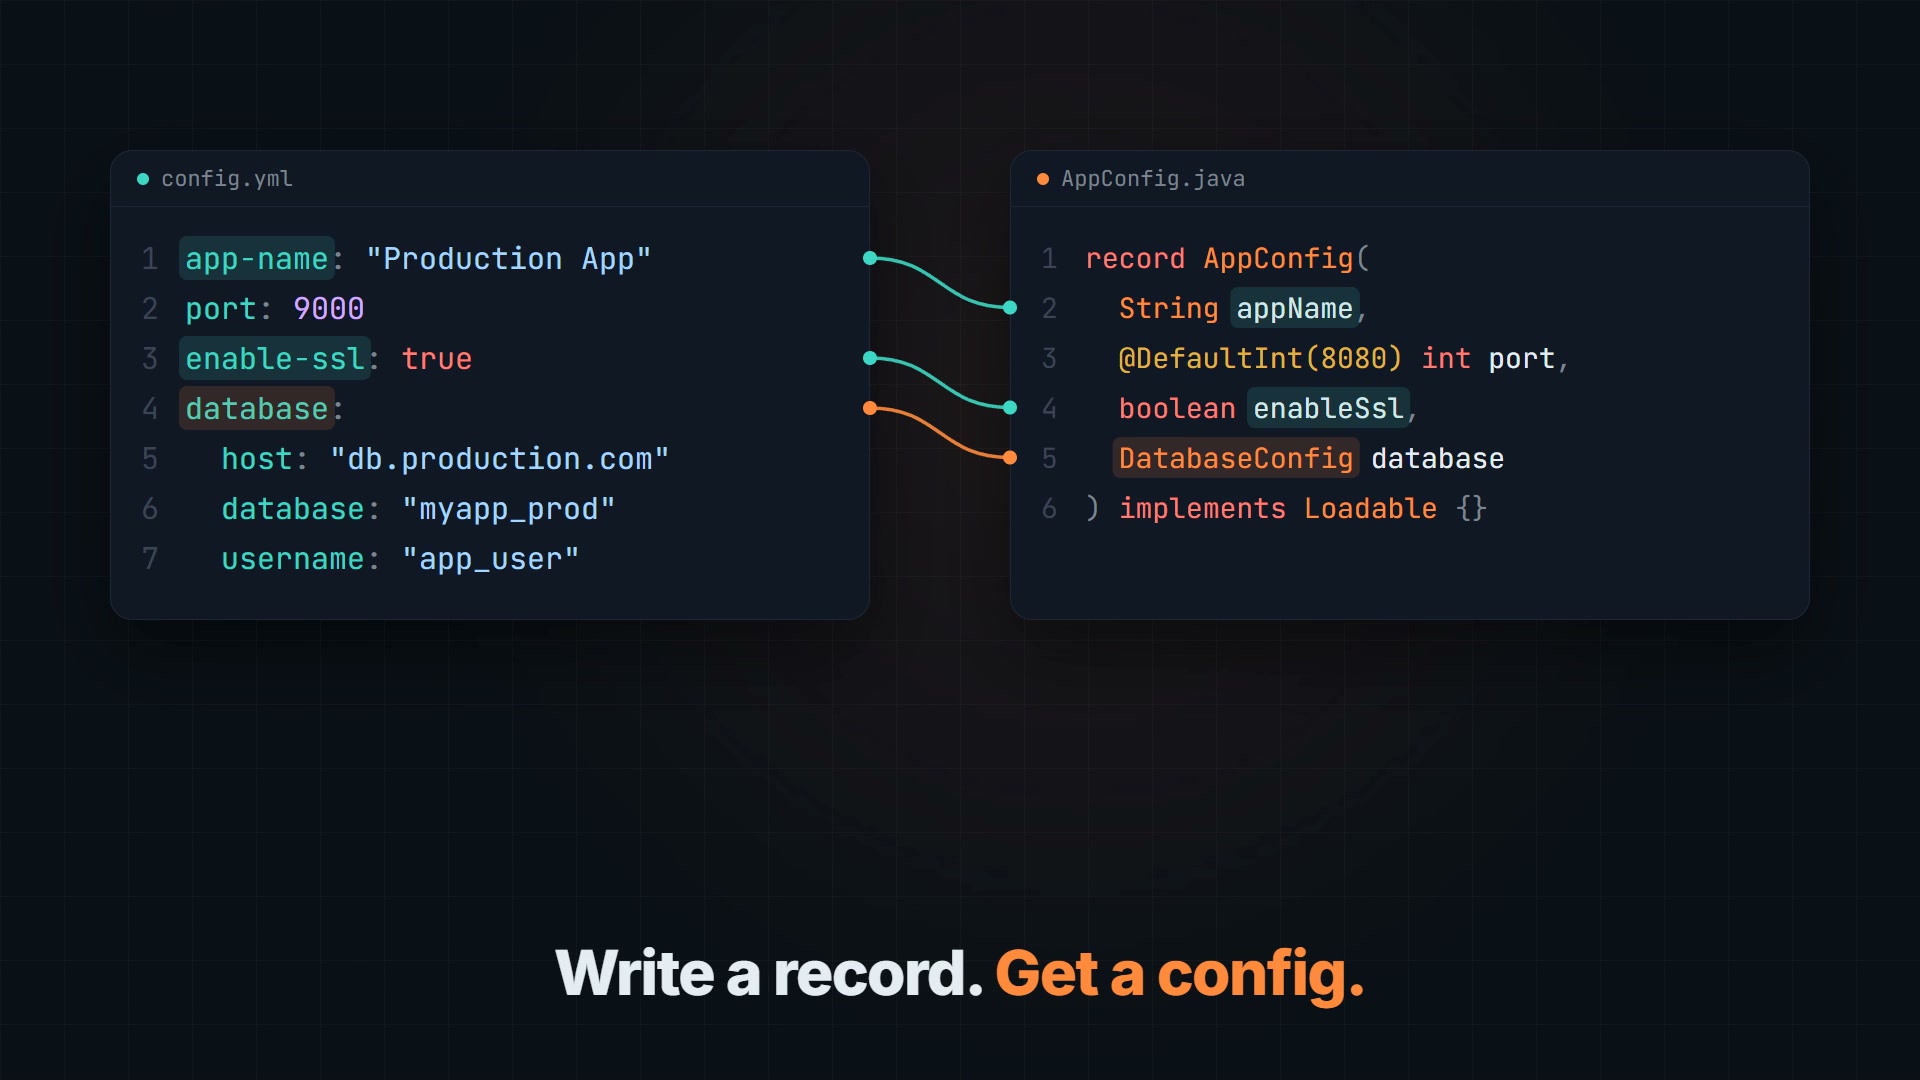 config.yml
1 app-name: "Production App"
2 port: 9000
3 enable-ssl: true
4 database:
5   host: "db.production.com"
6   database: "myapp_prod"
7   username: "app_user"
AppConfig.java
1 record AppConfig(
2   String appName,
3   @DefaultInt(8080) int port,
4   boolean enableSsl,
5   DatabaseConfig database
6 ) implements Loadable {}
Write a record. Get a config.